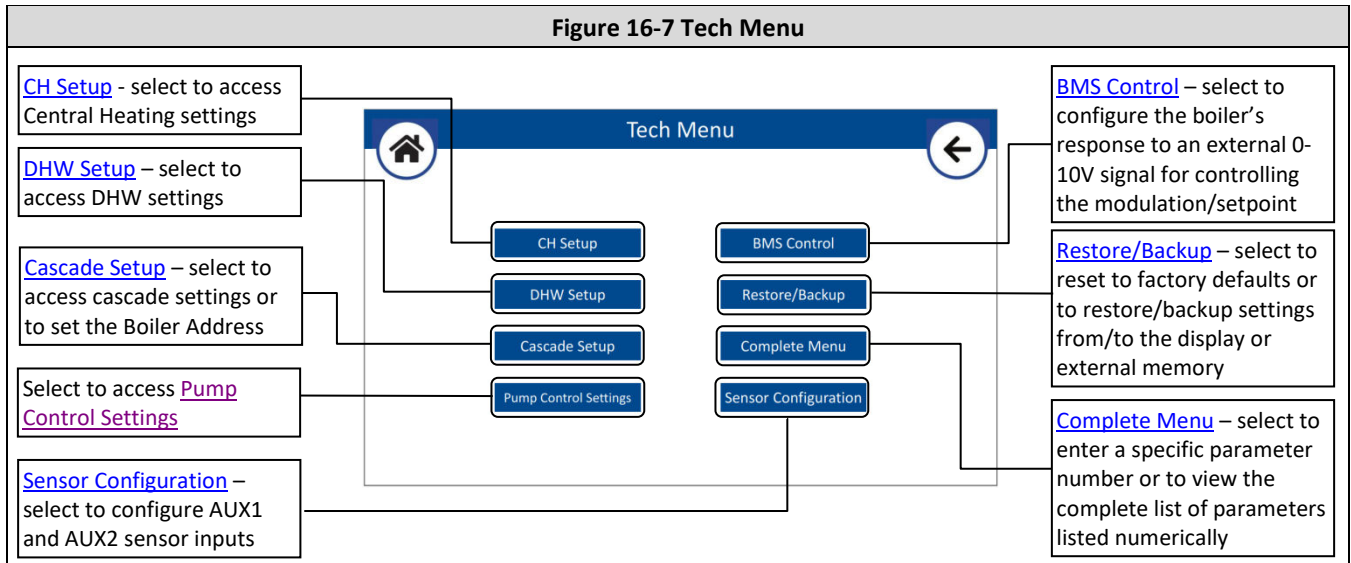 Figure 16-7 Tech Menu
CH Setup - select to access
Central Heating settings
DHW Setup – select to
access DHW settings
Cascade Setup – select to
access cascade settings or
to set the Boiler Address
Select to access Pump
Control Settings
Sensor Configuration –
select to configure AUX1
and AUX2 sensor inputs
Tech Menu
CH Setup
DHW Setup
Cascade Setup
Pump Control Settings
BMS Control
Restore/Backup
Complete Menu
Sensor Configuration
BMS Control – select to
configure the boiler’s
response to an external 0-
10V signal for controlling
the modulation/setpoint
Restore/Backup – select to
reset to factory defaults or
to restore/backup settings
from/to the display or
external memory
Complete Menu – select to
enter a specific parameter
number or to view the
complete list of parameters
listed numerically